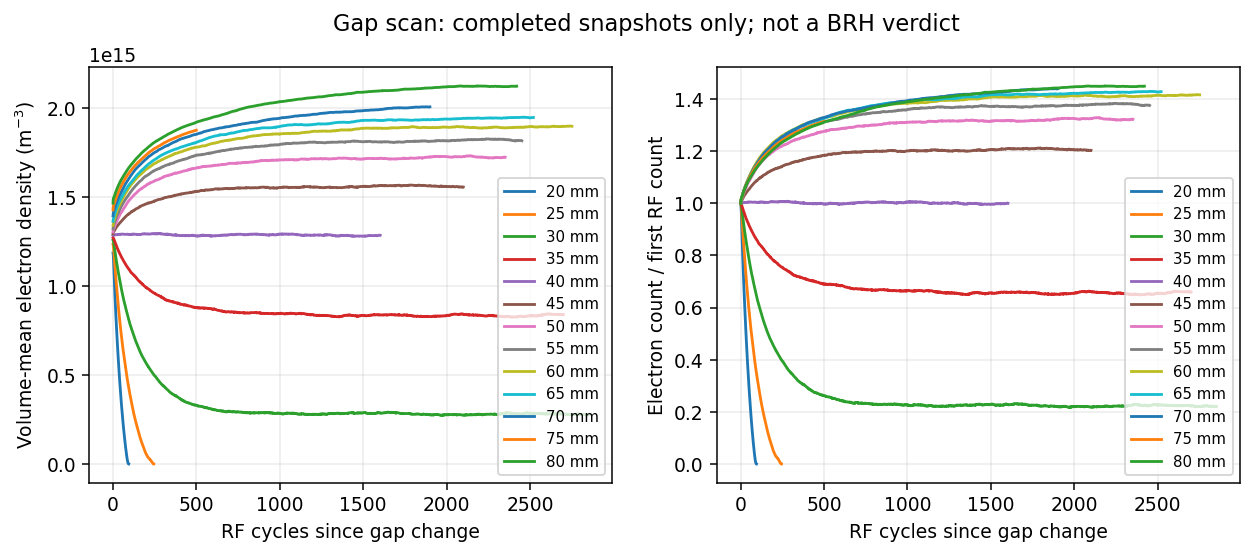 Gap scan: completed snapshots only; not a BRH verdict
1e15
Volume-mean electron density (m⁻³)
2.0
1.5
1.0
0.5
0.0
0
500
1000
1500
2000
2500
RF cycles since gap change
20 mm
25 mm
30 mm
35 mm
40 mm
45 mm
50 mm
55 mm
60 mm
65 mm
70 mm
75 mm
80 mm
Electron count / first RF count
1.4
1.2
1.0
0.8
0.6
0.4
0.2
0.0
0
500
1000
1500
2000
2500
RF cycles since gap change
20 mm
25 mm
30 mm
35 mm
40 mm
45 mm
50 mm
55 mm
60 mm
65 mm
70 mm
75 mm
80 mm